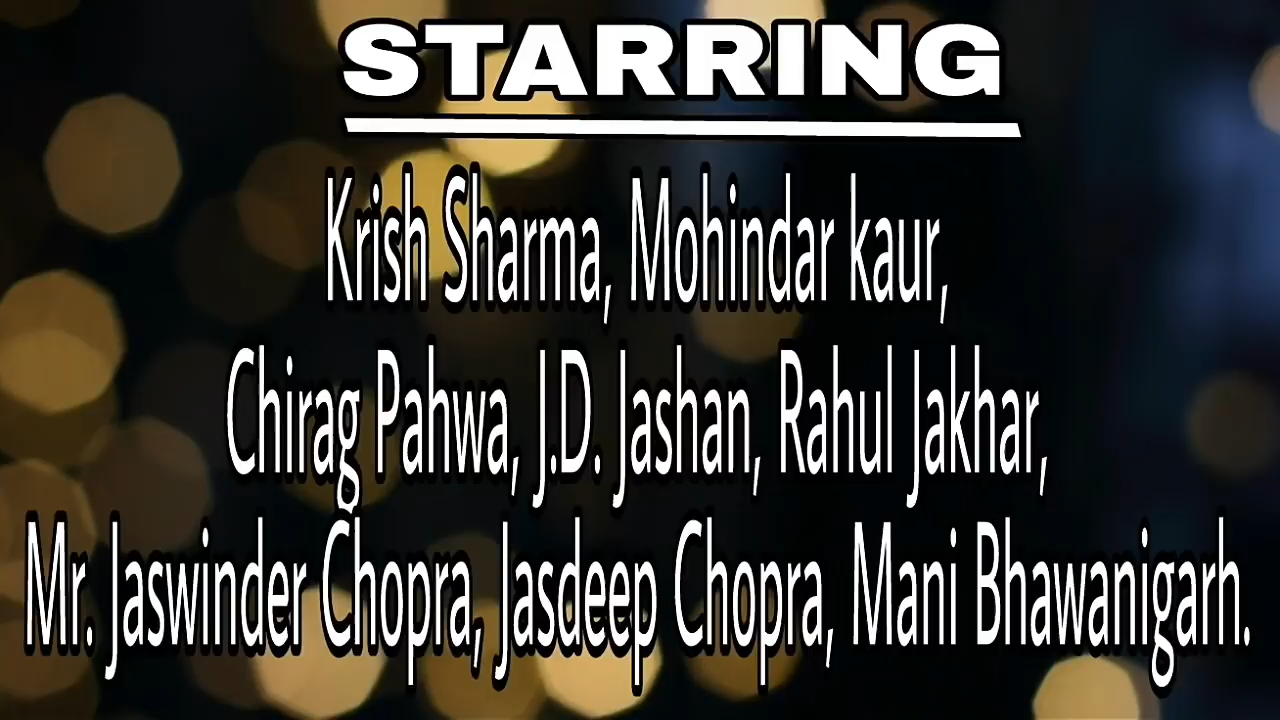 STARRING
Krish Sharma, Mohindar kaur,
Chirag Pahwa, J.D. Jashan, Rahul Jakhar,
Mr. Jaswinder Chopra, Jasdeep Chopra, Mani Bhawanigarh.